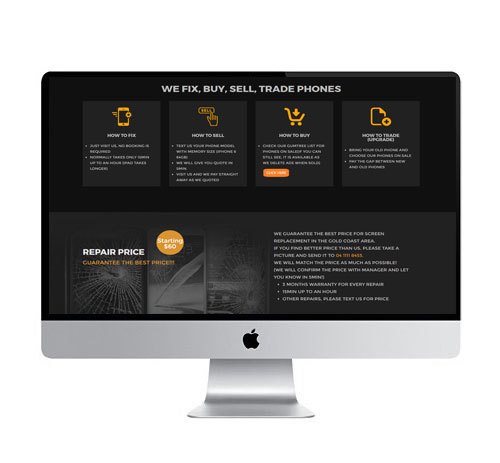 WE FIX, BUY, SELL, TRADE PHONES
SELL
HOW TO FIX
JUST VISIT US, NO BOOKING IS
REQUIRED
NORMALLY TAKES ONLY 15MIN
UP TO AN HOUR (IPAD TAKES
LONGER)
HOW TO SELL
TEXT US YOUR PHONE MODEL
WITH MEMORY SIZE (IPHONE 6
64GB)
WE WILL GIVE YOU QUOTE IN
5MIN
VISIT US AND WE PAY STRAIGHT
AWAY AS WE QUOTED
HOW TO BUY
CHECK OUR GUMTREE LIST FOR
PHONES ON SALE(IF YOU CAN
STILL SEE, IT IS AVAILABLE AS
WE DELETE ADS WHEN SOLD)
CLICK HERE
HOW TO TRADE
(UPGRADE)
BRING YOUR OLD PHONE AND
CHOOSE OUR PHONES ON SALE
PAY THE GAP BETWEEN NEW
AND OLD PHONES
Starting
$60
REPAIR PRICE
GUARANTEE THE BEST PRICE!!!!
WE GUARANTEE THE BEST PRICE FOR SCREEN
REPLACEMENT IN THE GOLD COAST AREA.
IF YOU FIND BETTER PRICE THAN US, PLEASE TAKE A
PICTURE AND SEND IT TO
WE WILL MATCH THE PRICE AS MUCH AS POSSIBLE!
(WE WILL CONFIRM THE PRICE WITH MANAGER AND LET
YOU KNOW IN 5MIN!)
3 MONTHS WARRANTY FOR EVERY REPAIR
15MIN UP TO AN HOUR
OTHER REPAIRS, PLEASE TEXT US FOR PRICE